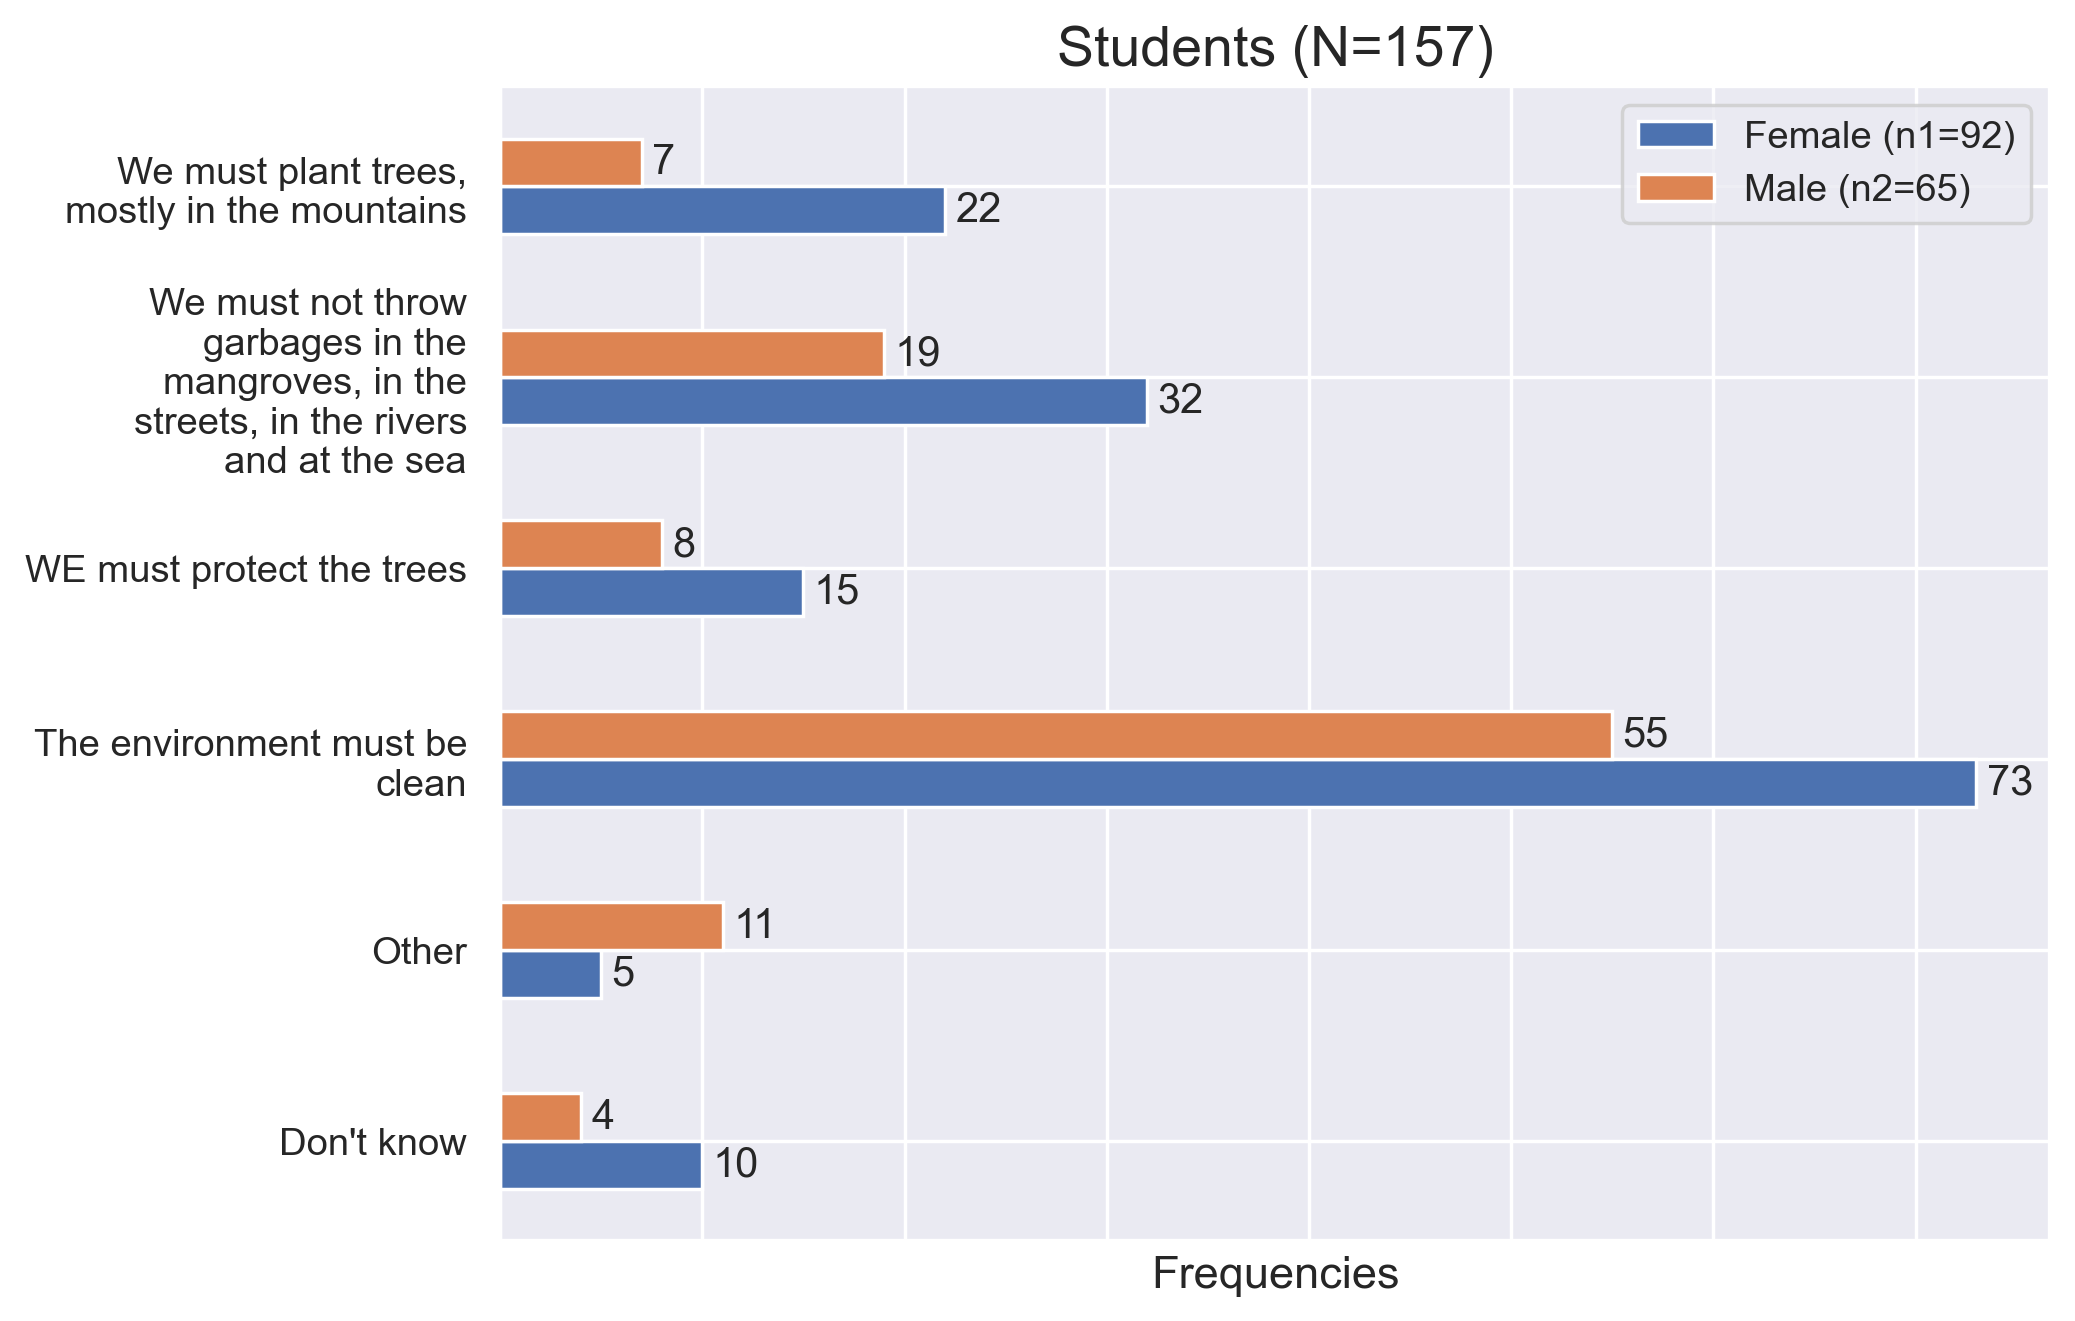 Students (N=157)
Female (n1=92)
Male (n2=65)
We must plant trees,
mostly in the mountains
7
22
We must not throw
garbages in the
mangroves, in the
streets, in the rivers
and at the sea
19
32
WE must protect the trees
8
15
The environment must be
clean
55
73
Other
11
5
Don't know
4
10
Frequencies